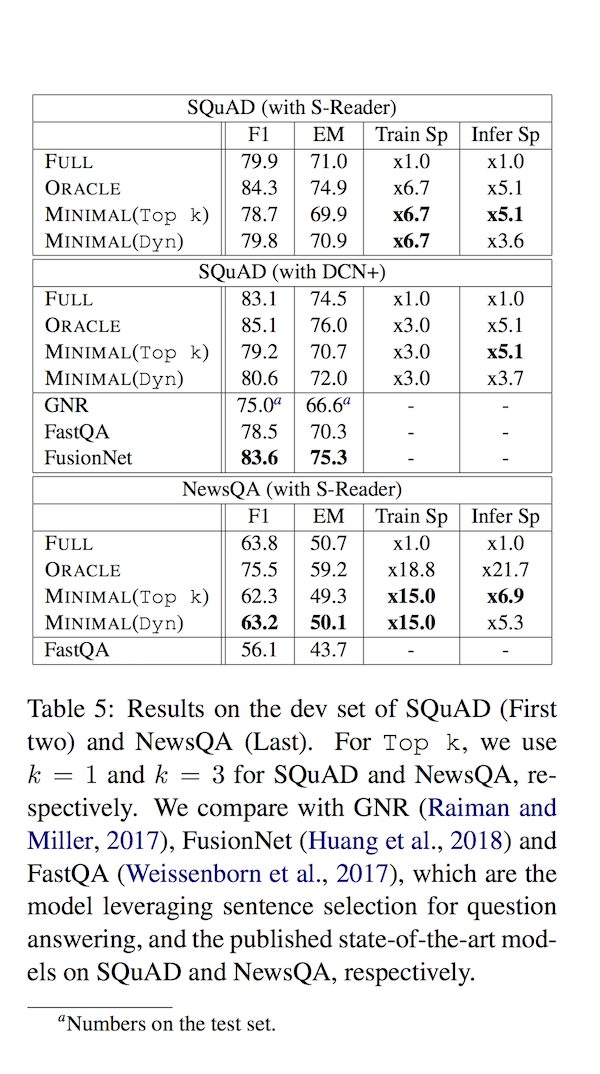 SQuAD (with S-Reader)
F1 EM Train Sp Infer Sp
FULL 79.9 71.0 x1.0 x1.0
ORACLE 84.3 74.9 x6.7 x5.1
MINIMAL(Top k) 78.7 69.9 x6.7 x5.1
MINIMAL(Dyn) 79.8 70.9 x6.7 x3.6
SQuAD (with DCN+)
FULL 83.1 74.5 x1.0 x1.0
ORACLE 85.1 76.0 x3.0 x5.1
MINIMAL(Top k) 79.2 70.7 x3.0 x5.1
MINIMAL(Dyn) 80.6 72.0 x3.0 x3.7
GNR 75.0a 66.6a - -
FastQA 78.5 70.3 - -
FusionNet 83.6 75.3 - -
NewsQA (with S-Reader)
F1 EM Train Sp Infer Sp
FULL 63.8 50.7 x1.0 x1.0
ORACLE 75.5 59.2 x18.8 x21.7
MINIMAL(Top k) 62.3 49.3 x15.0 x6.9
MINIMAL(Dyn) 63.2 50.1 x15.0 x5.3
FastQA 56.1 43.7 - -
Table 5: Results on the dev set of SQuAD (First
two) and NewsQA (Last). For Top k, we use
k = 1 and k = 3 for SQuAD and NewsQA, re-
spectively. We compare with GNR (Raiman and
Miller, 2017), FusionNet (Huang et al., 2018) and
FastQA (Weissenborn et al., 2017), which are the
model leveraging sentence selection for question
answering, and the published state-of-the-art mod-
els on SQuAD and NewsQA, respectively.
aNumbers on the test set.